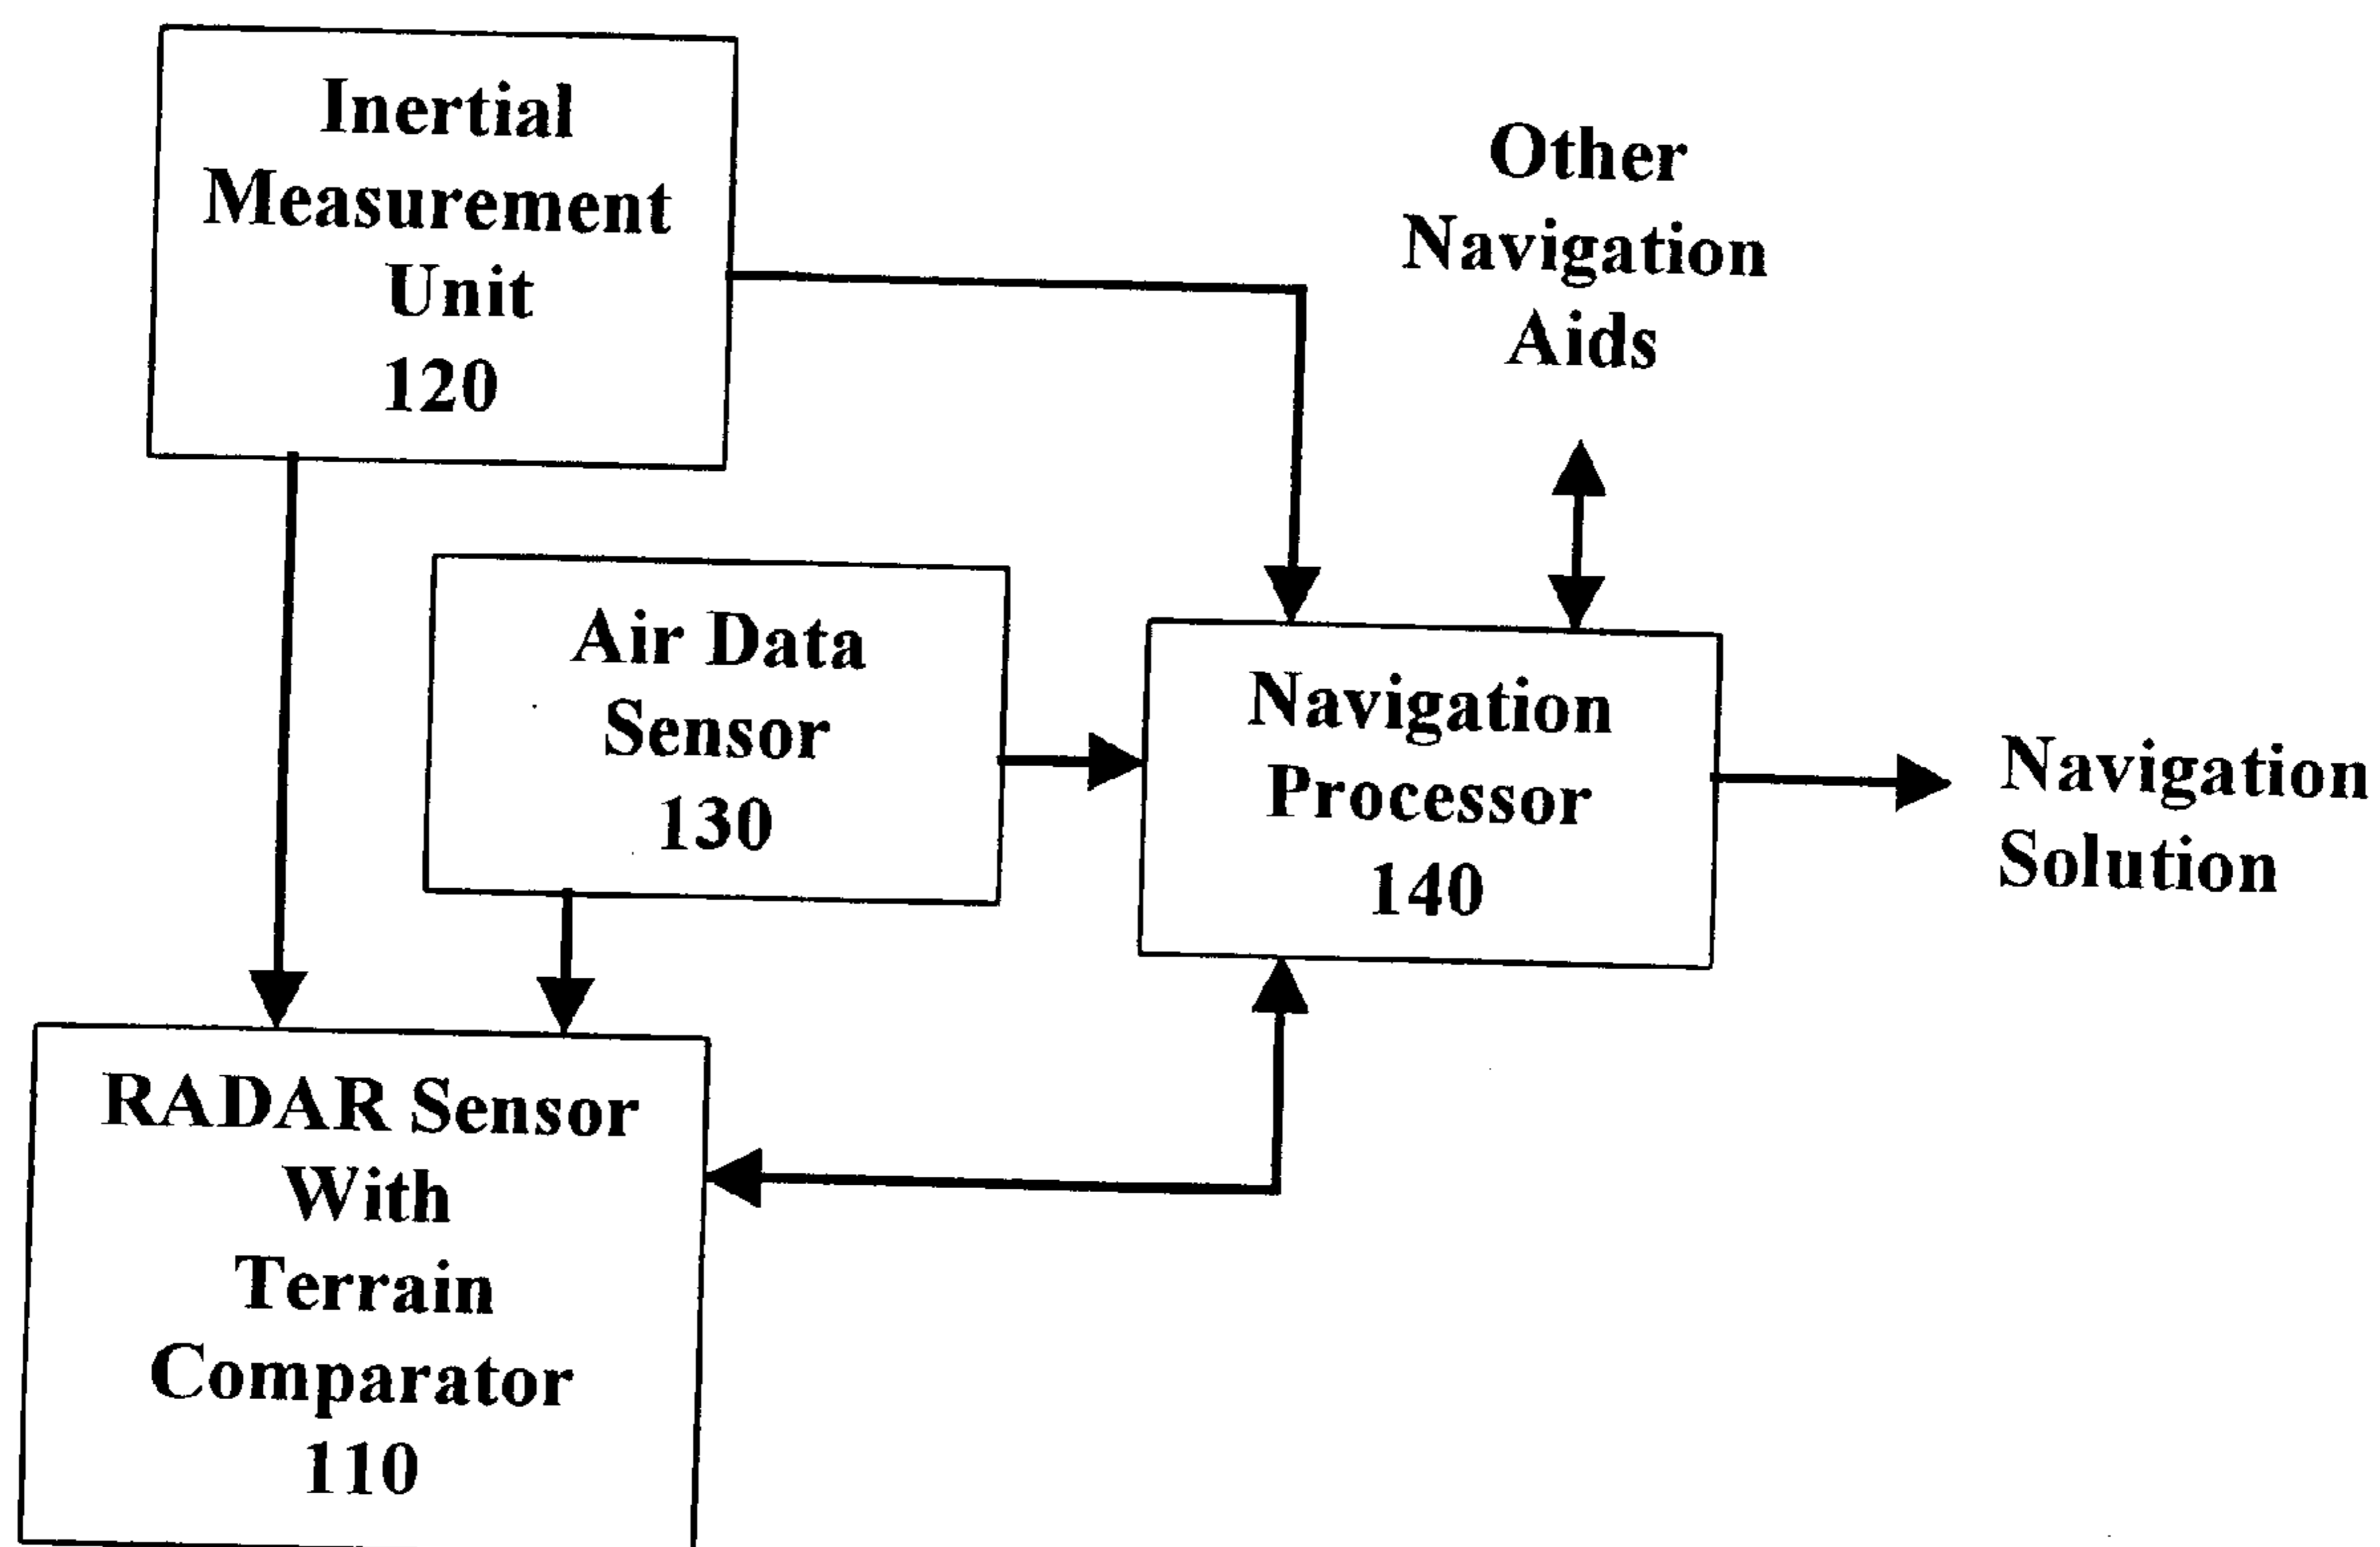 Inertial
Measurement
Unit
120
Other
Navigation
Aids
Air Data
Sensor
130
Navigation
Processor
140
Navigation
Solution
RADAR Sensor
With
Terrain
Comparator
110